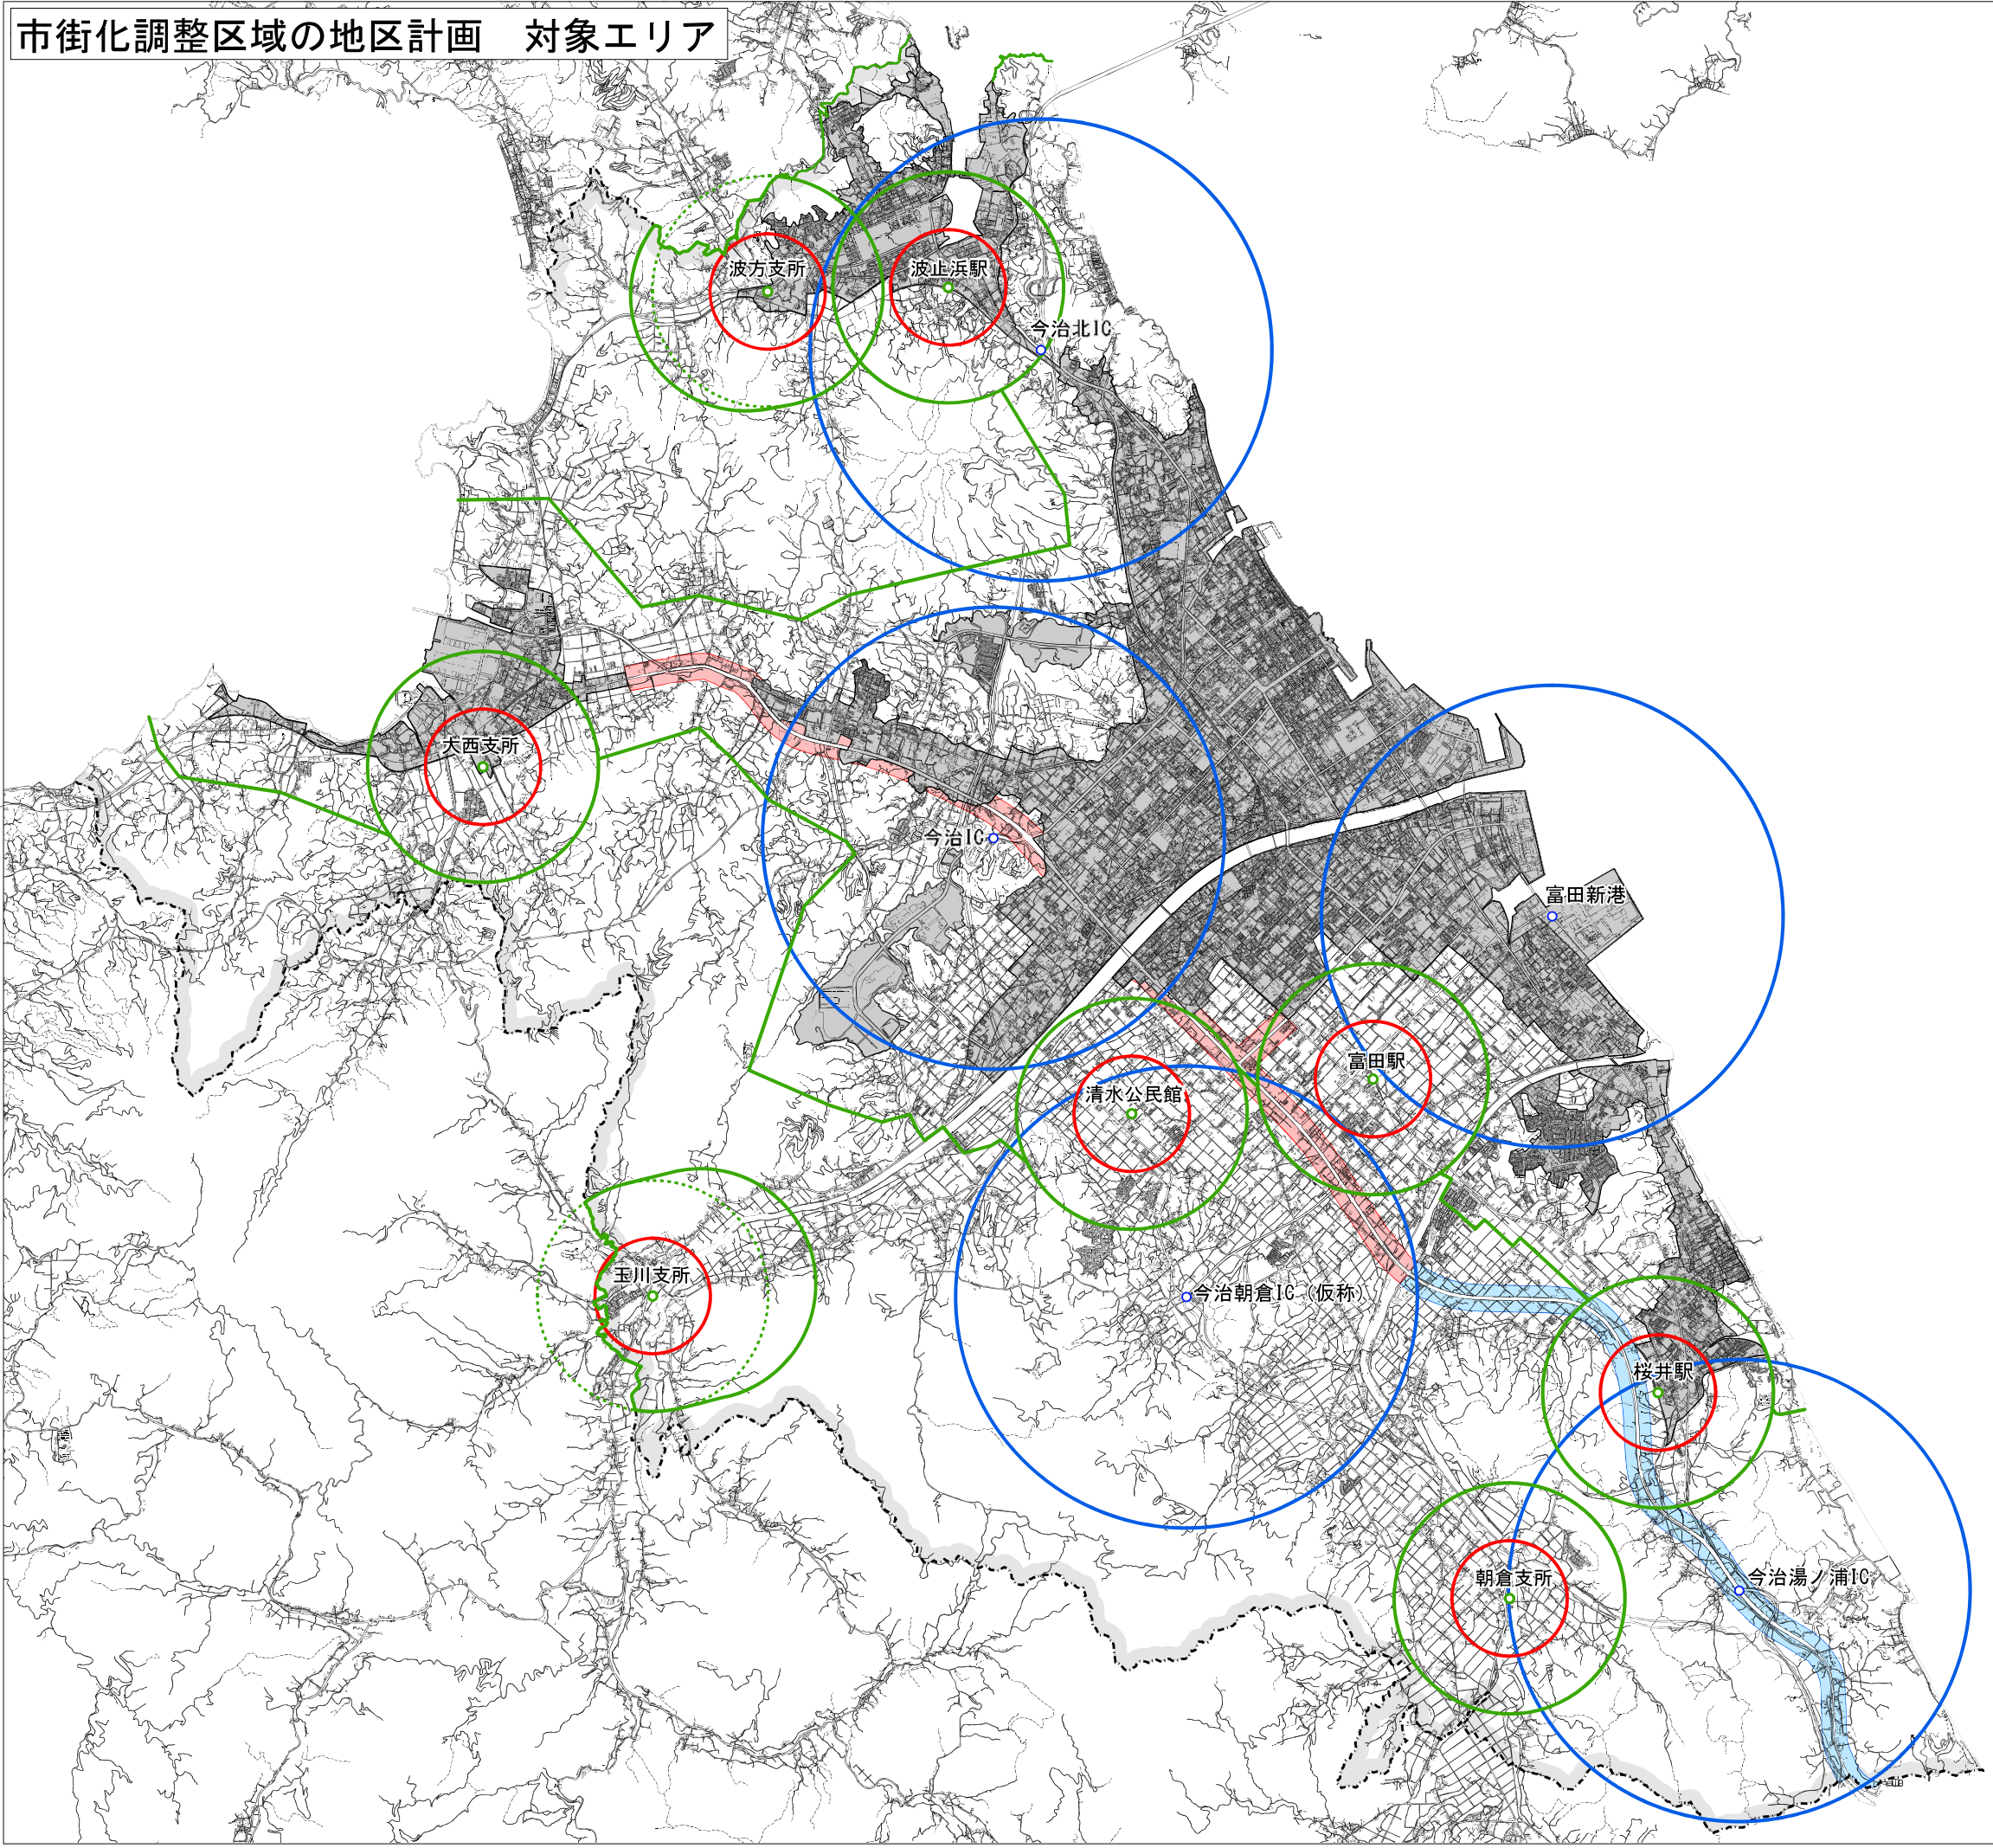 市街化調整区域の地区計画　対象エリア
波方支所
波止浜駅
今治北IC
大西支所
今治IC
富田新港
富田駅
清水公民館
玉川支所
今治朝倉IC（仮称）
桜井駅
朝倉支所
今治湯ノ浦IC